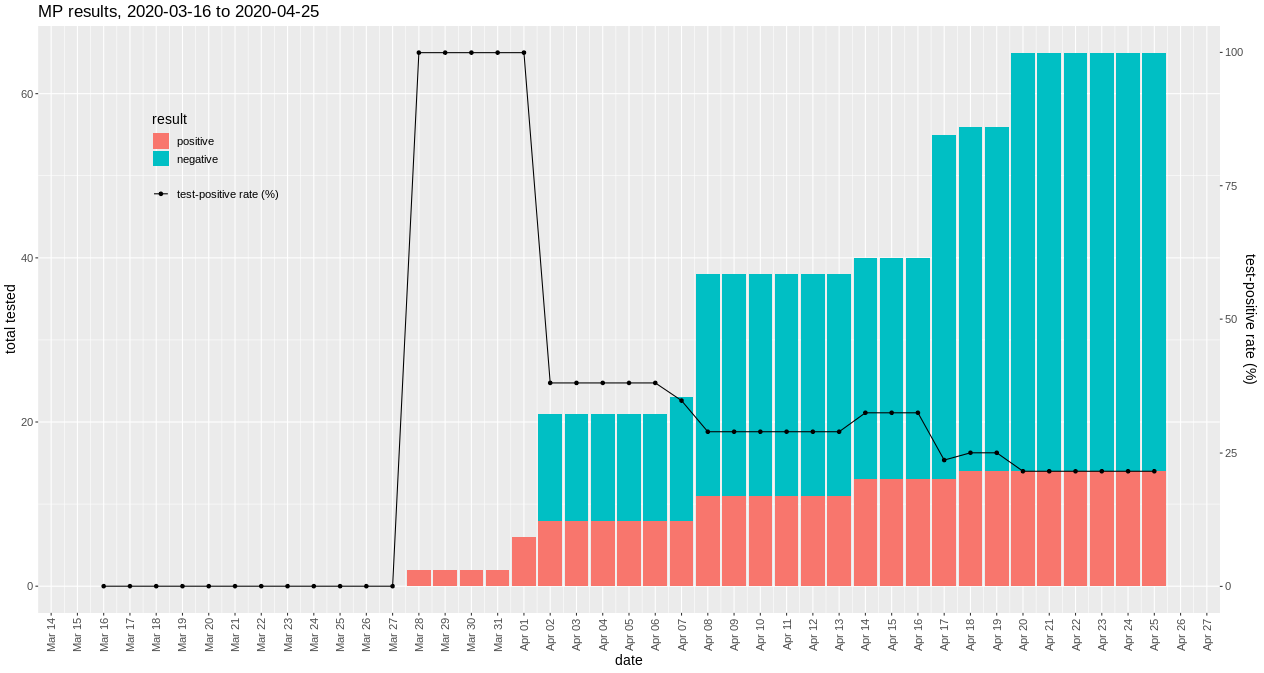 MP results, 2020-03-16 to 2020-04-25
result
positive
negative
test-positive rate (%)
total tested
60
40
20
0
100
75
50
25
0
test-positive rate (%)
Mar 14
Mar 15
Mar 16
Mar 17
Mar 18
Mar 19
Mar 20
Mar 21
Mar 22
Mar 23
Mar 24
Mar 25
Mar 26
Mar 27
Mar 28
Mar 29
Mar 30
Mar 31
Apr 01
Apr 02
Apr 03
Apr 04
Apr 05
Apr 06
Apr 07
Apr 08
Apr 09
Apr 10
Apr 11
Apr 12
Apr 13
Apr 14
Apr 15
Apr 16
Apr 17
Apr 18
Apr 19
Apr 20
Apr 21
Apr 22
Apr 23
Apr 24
Apr 25
Apr 26
Apr 27
date